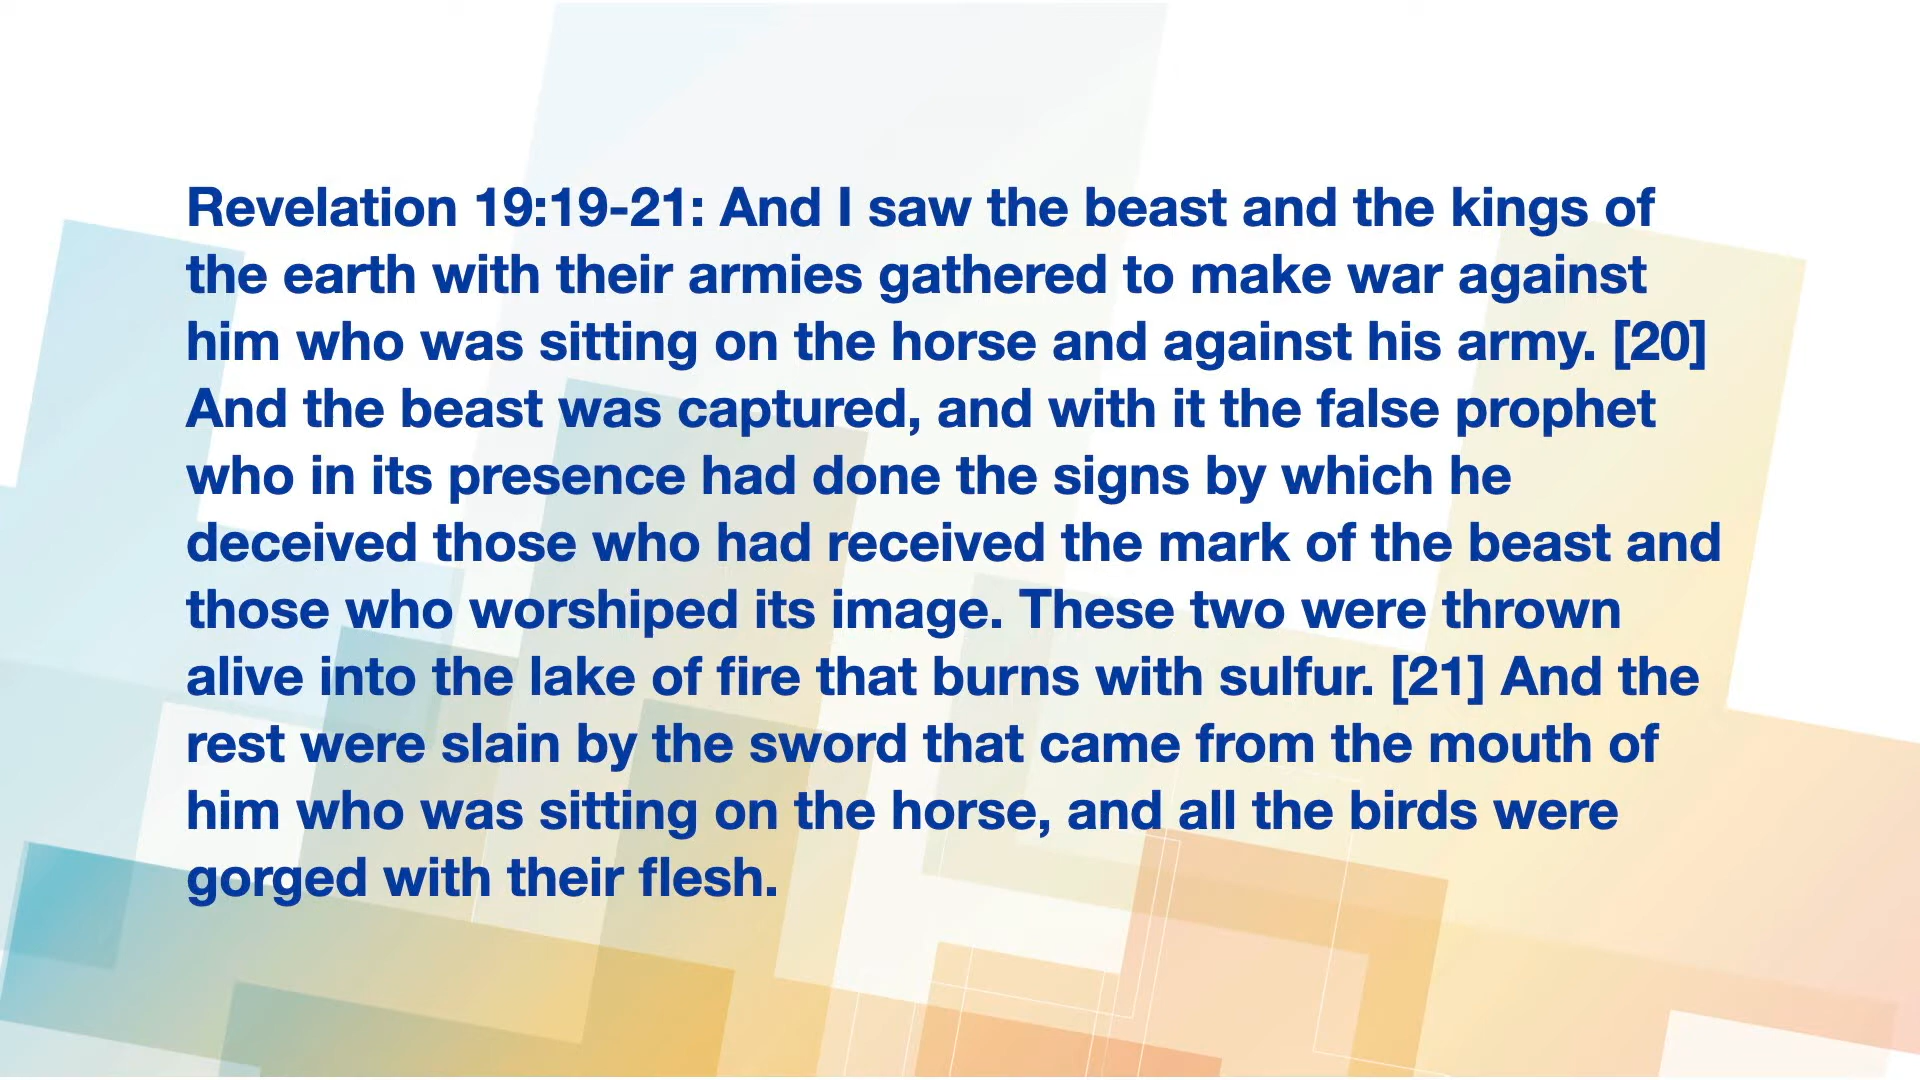 Revelation 19:19-21: And I saw the beast and the kings of
the earth with their armies gathered to make war against
him who was sitting on the horse and against his army. [20]
And the beast was captured, and with it the false prophet
who in its presence had done the signs by which he
deceived those who had received the mark of the beast and
those who worshiped its image. These two were thrown
alive into the lake of fire that burns with sulfur. [21] And the
rest were slain by the sword that came from the mouth of
him who was sitting on the horse, and all the birds were
gorged with their flesh.